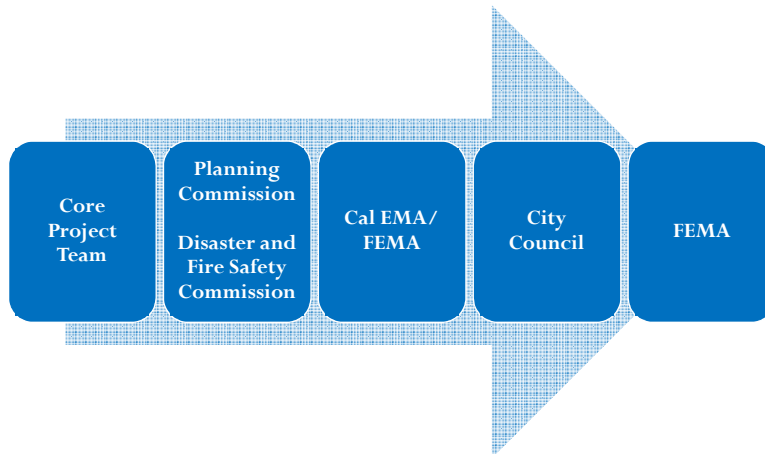 Core
Project
Team
Planning
Commission
Disaster and
Fire Safety
Commission
Cal EMA/
FEMA
City
Council
FEMA